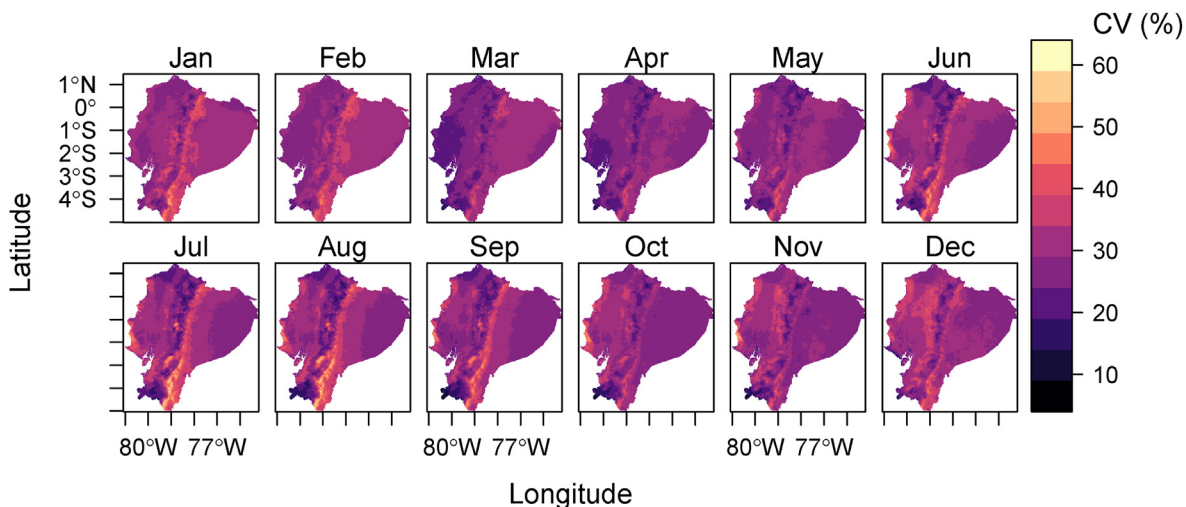 CV (%)
Jan Feb Mar Apr May Jun
1°N
0°
1°S
2°S
3°S
4°S
60
50
40
30
20
10
Latitude
Jul Aug Sep Oct Nov Dec
80°W 77°W 80°W 77°W 80°W 77°W
Longitude